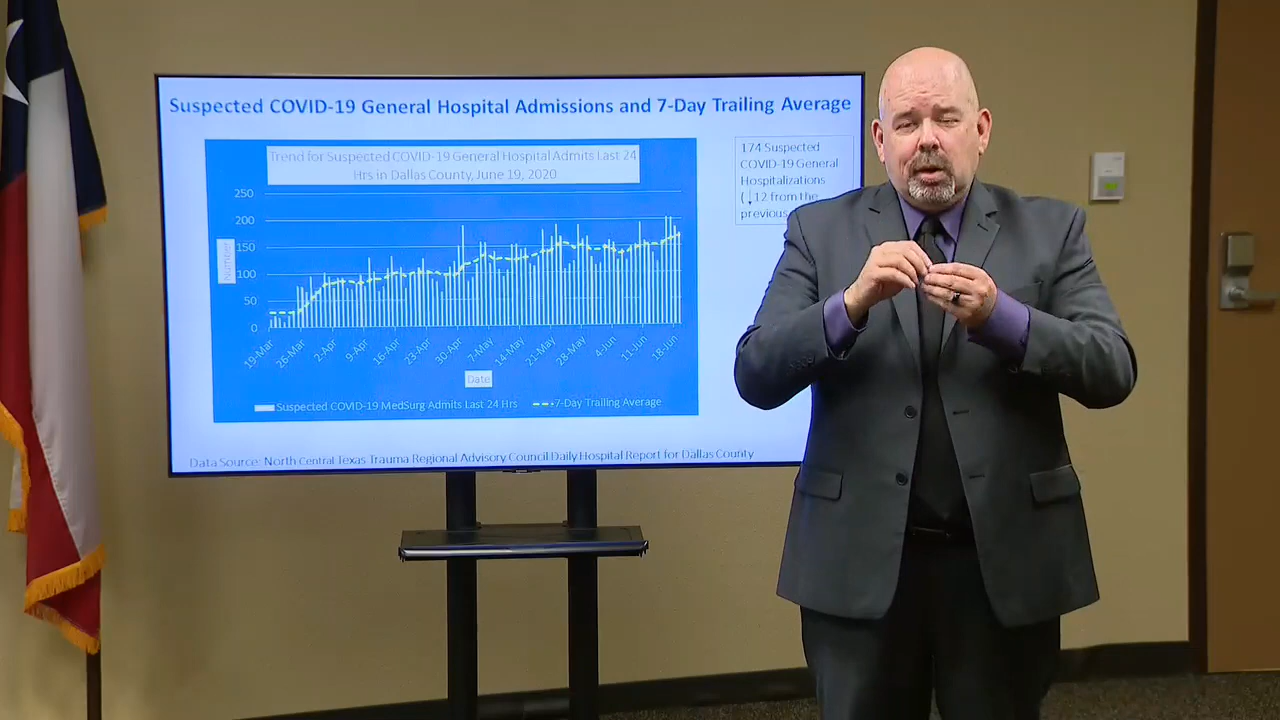 Suspected COVID-19 General Hospital Admissions and 7-Day Trailing Average
Trend for Suspected COVID-19 General Hospital Admits Last 24
Hrs in Dallas County, June 19, 2020
174 Suspected
COVID-19 General
Hospitalizations
(↓12 from the
previous
250
200
150
100
50
0
Number
19-Mar
26-Mar
2-Apr
9-Apr
16-Apr
23-Apr
30-Apr
7-May
14-May
21-May
28-May
4-Jun
11-Jun
18-Jun
Date
Suspected COVID-19 MedSurg Admits Last 24 Hrs
7-Day Trailing Average
Data Source: North Central Texas Trauma Regional Advisory Council Daily Hospital Report for Dallas County